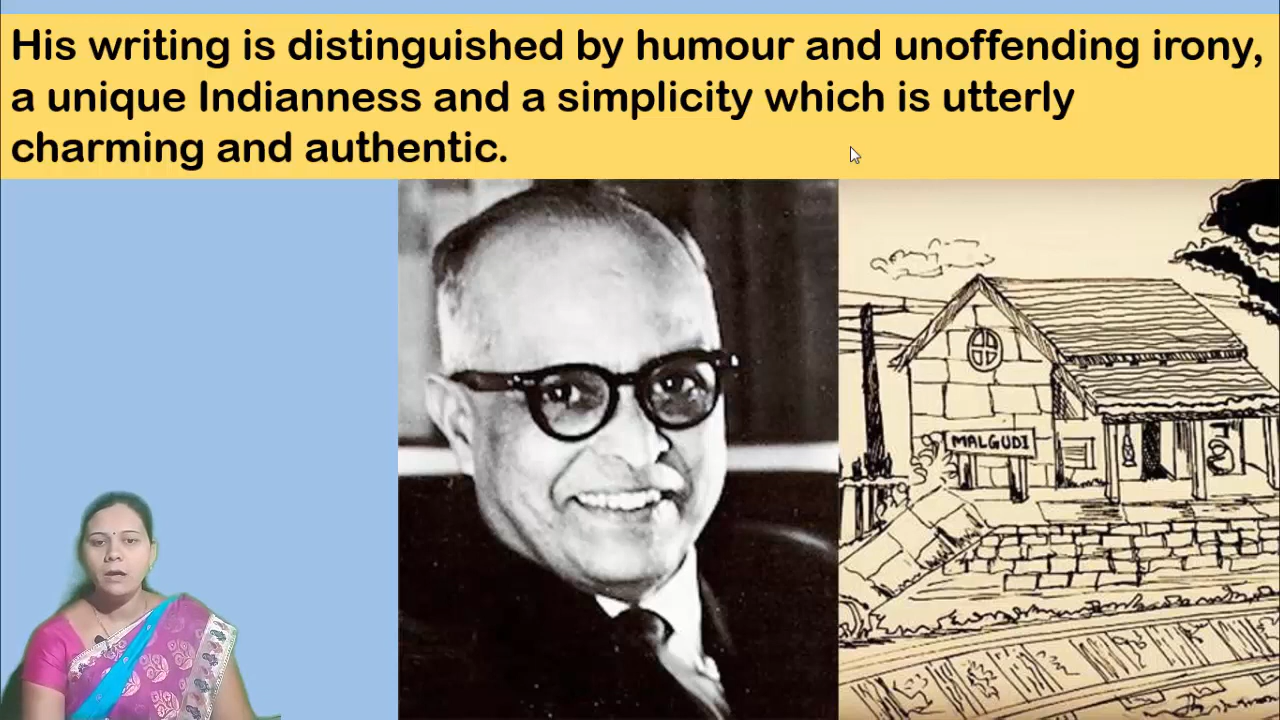 His writing is distinguished by humour and unoffending irony,
a unique Indianness and a simplicity which is utterly
charming and authentic.
MALGUDI